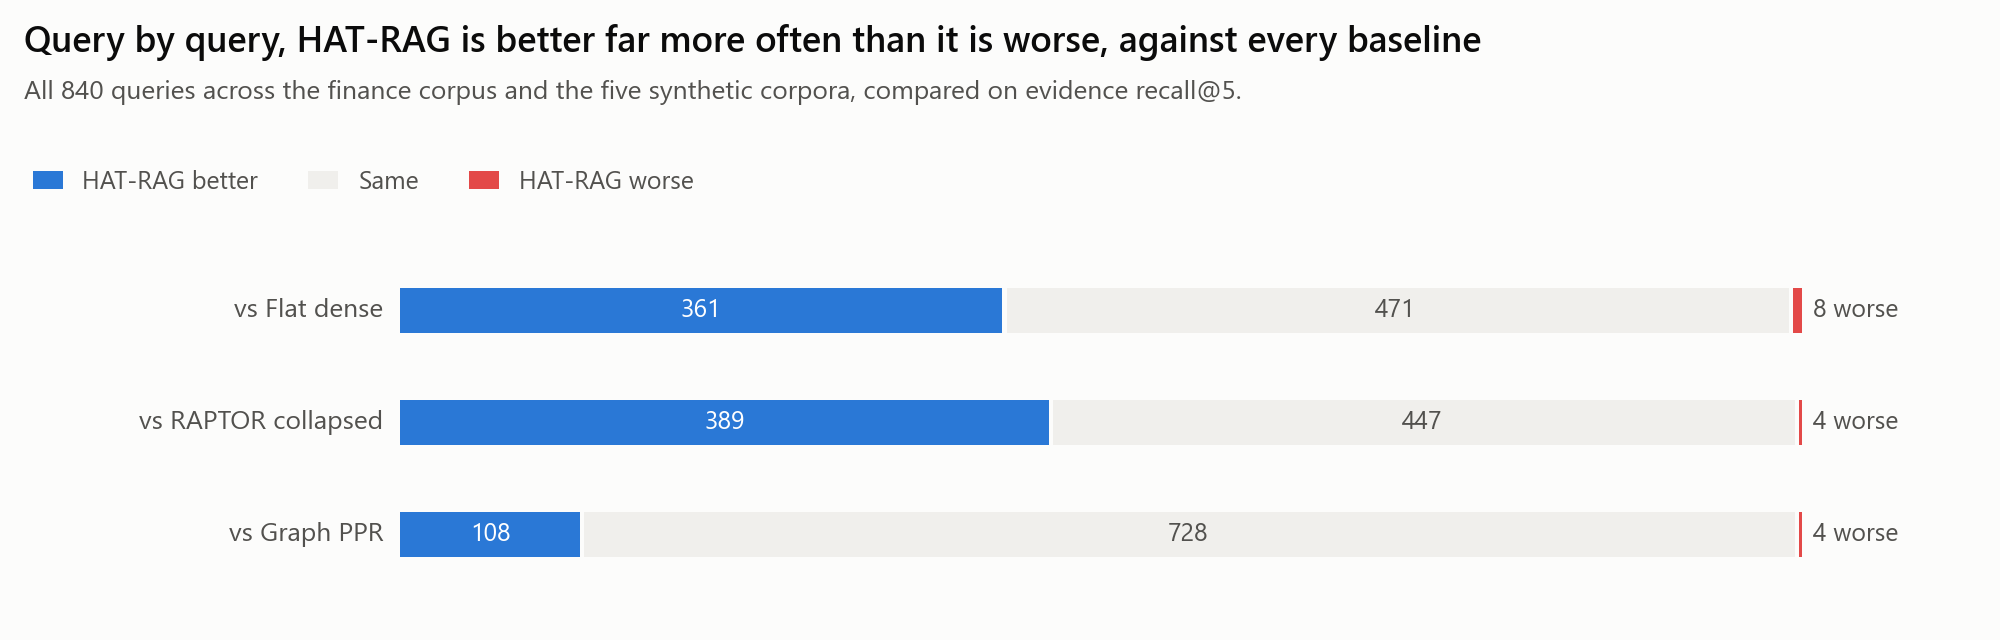 Query by query, HAT-RAG is better far more often than it is worse, against every baseline
All 840 queries across the finance corpus and the five synthetic corpora, compared on evidence recall@5.
HAT-RAG better Same HAT-RAG worse
vs Flat dense 361 471 8 worse
vs RAPTOR collapsed 389 447 4 worse
vs Graph PPR 108 728 4 worse